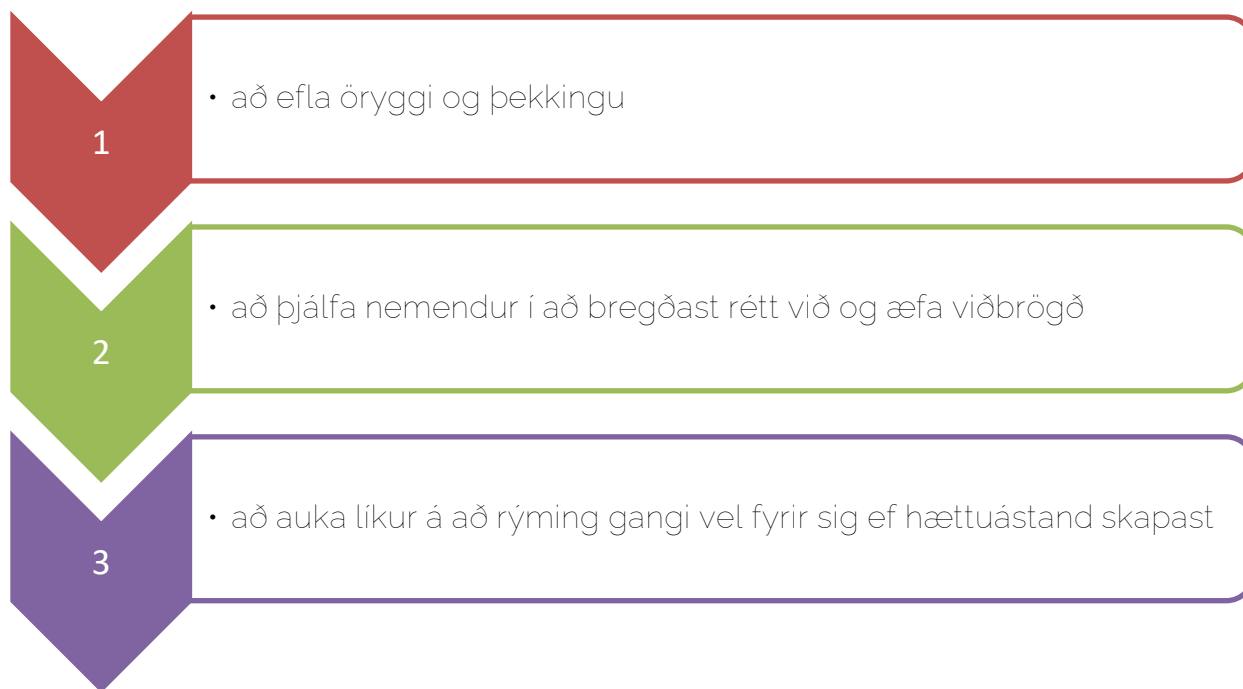 1
• að efla öryggi og þekkingu
2
• að þjálfa nemendur í að bregðast rétt við og æfa viðbrögð
3
• að auka líkur á að rýming gangi vel fyrir sig ef hættuástand skapast